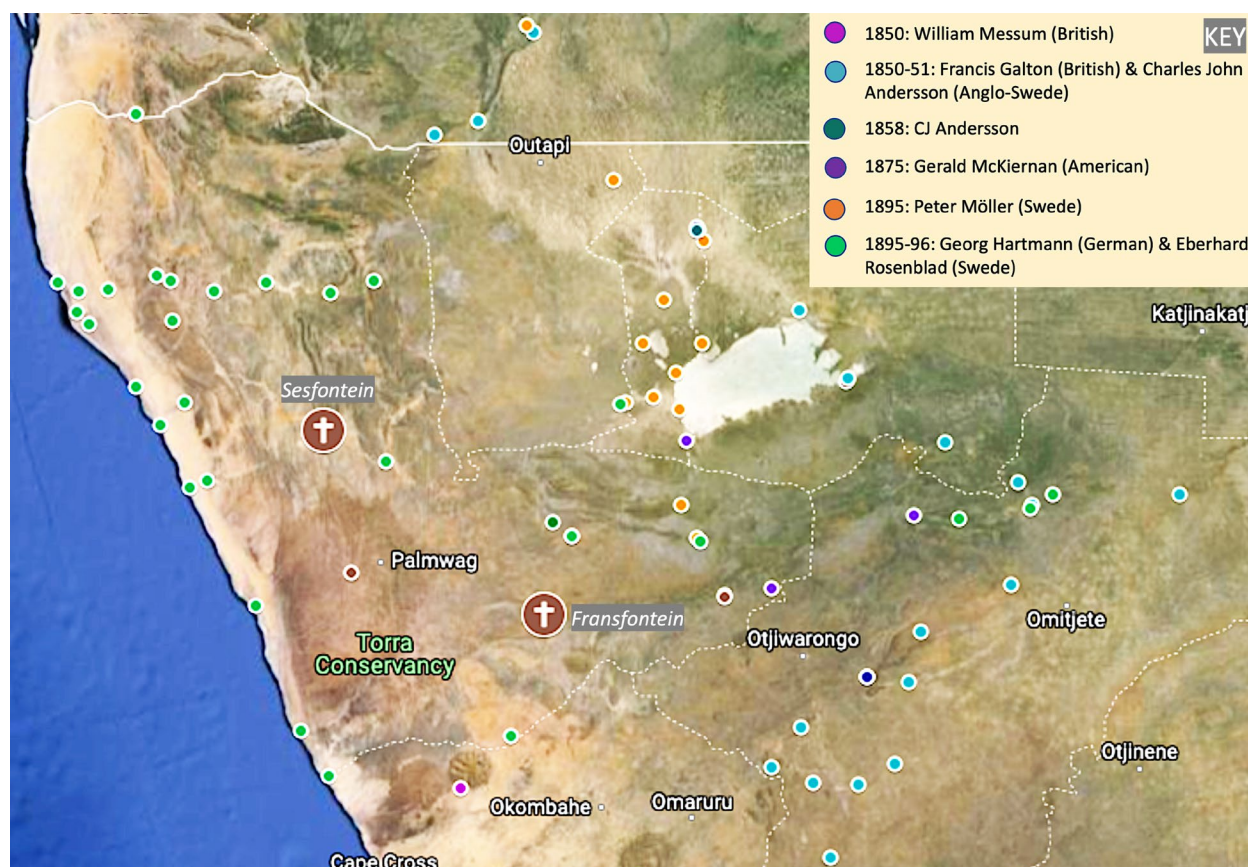 KEY
1850: William Messum (British)
1850-51: Francis Galton (British) & Charles John
Andersson (Anglo-Swede)
1858: CJ Andersson
1875: Gerald McKiernan (American)
1895: Peter Möller (Swede)
1895-96: Georg Hartmann (German) & Eberhard
Rosenblad (Swede)
Outapi
Katjinakatj
Sesfontein
Palmwag
Fransfontein
Torra
Conservancy
Otjiwarongo
Omitjete
Otjinene
Okombahe
Omaruru
Cape Cross